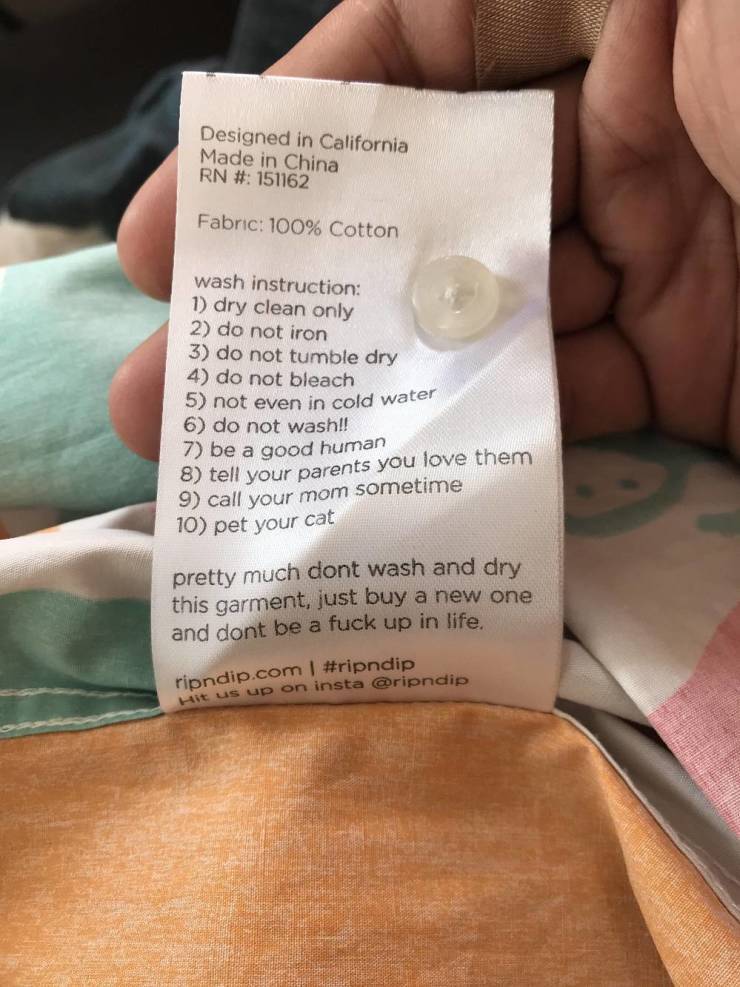 Designed in California
Made in China
RN #: 151162
Fabric: 100% Cotton
wash instruction:
1) dry clean only
2) do not iron
3) do not tumble dry
4) do not bleach
5) not even in cold water
6) do not wash!!
7) be a good human
8) tell your parents you love them
9) call your mom sometime
10) pet your cat
pretty much dont wash and dry
this garment, just buy a new one
and dont be a fuck up in life.
ripndip.com | #ripndip
Hit us up on insta @ripndip